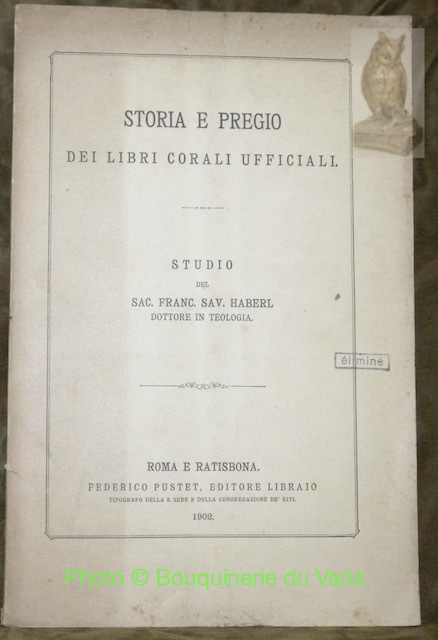 STORIA E PREGIO
DEI LIBRI CORALI UFFICIALI.
STUDIO
DEL
SAC. FRANC. SAV. HABERL
DOTTORE IN TEOLOGIA.
éliminé
ROMA E RATISBONA.
FEDERICO PUSTET, EDITORE LIBRAIO
TIPOGRAFO DELLA S. SEDE E DELLA CONGREGAZIONE DE' RITI.
1902.
Photo © Bouquinerie du Varis